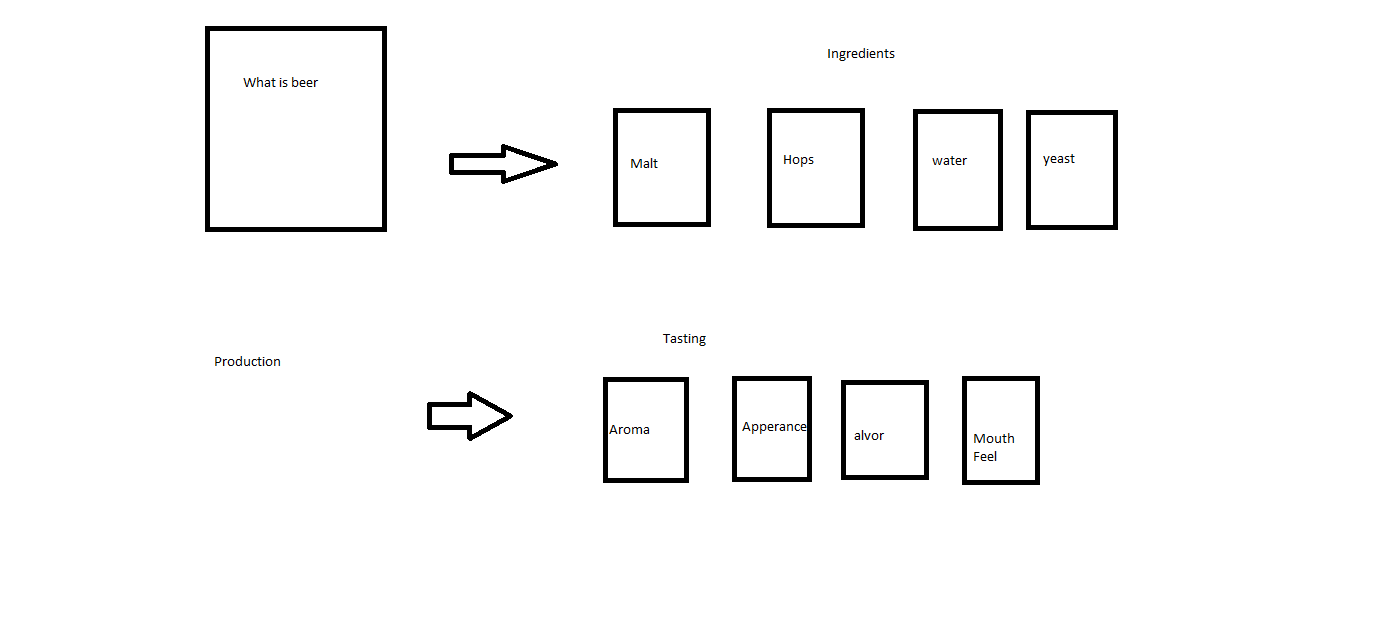 What is beer
Ingredients
Malt
Hops
water
yeast
Production
Tasting
Aroma
Apperance
alvor
Mouth
Feel